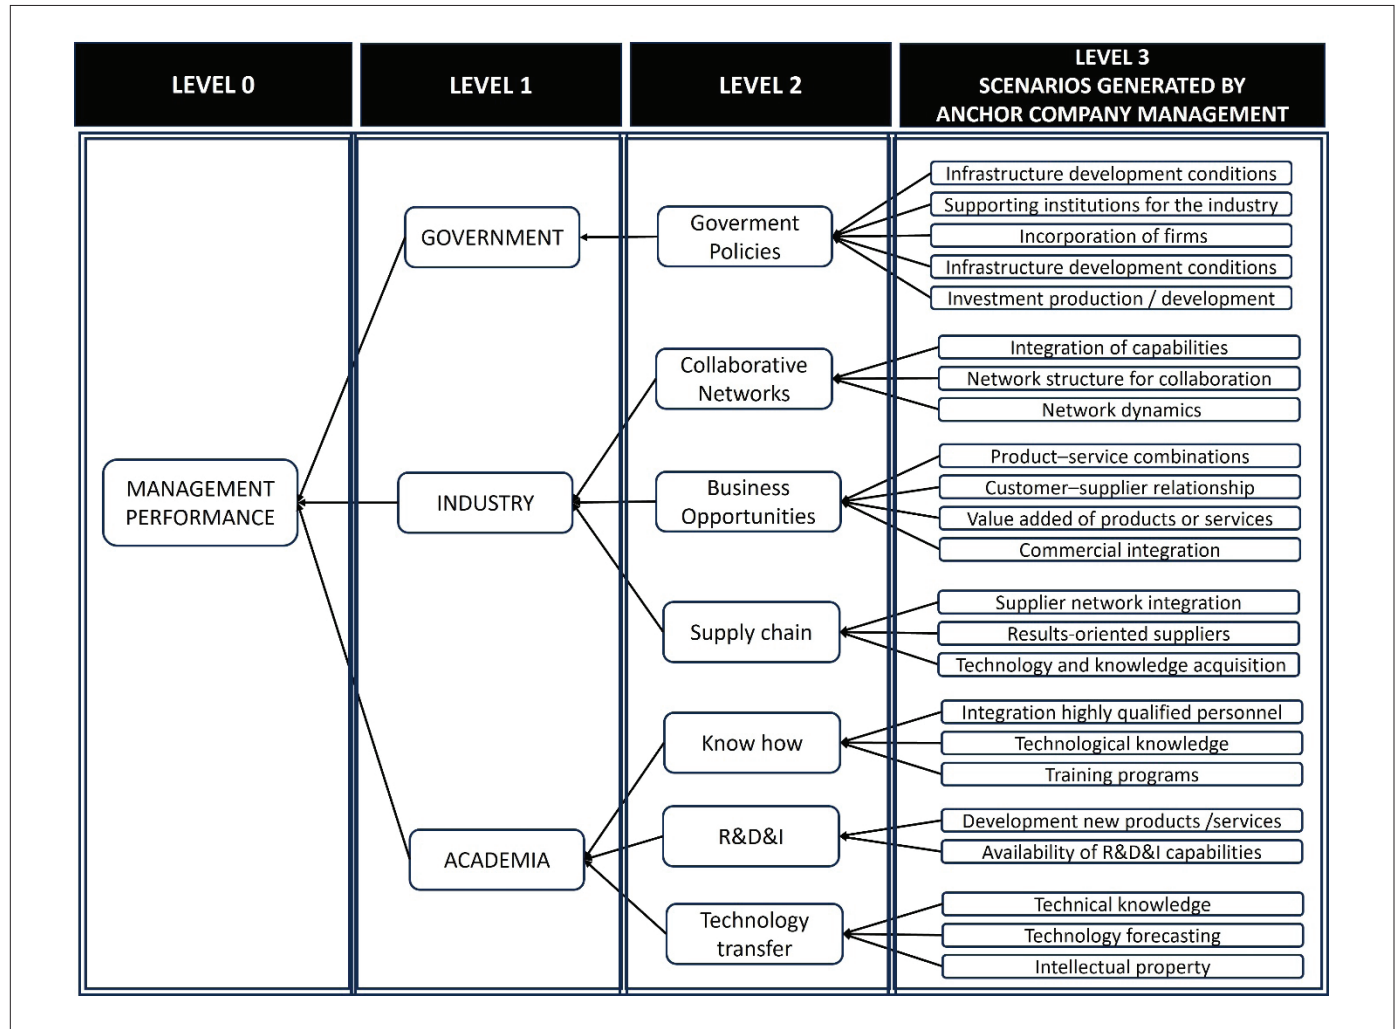 LEVEL 0
LEVEL 1
LEVEL 2
LEVEL 3
SCENARIOS GENERATED BY
ANCHOR COMPANY MANAGEMENT
MANAGEMENT
PERFORMANCE
GOVERNMENT
INDUSTRY
ACADEMIA
Goverment
Policies
Collaborative
Networks
Business
Opportunities
Supply chain
Know how
R&D&I
Technology
transfer
Infrastructure development conditions
Supporting institutions for the industry
Incorporation of firms
Infrastructure development conditions
Investment production / development
Integration of capabilities
Network structure for collaboration
Network dynamics
Product–service combinations
Customer–supplier relationship
Value added of products or services
Commercial integration
Supplier network integration
Results-oriented suppliers
Technology and knowledge acquisition
Integration highly qualified personnel
Technological knowledge
Training programs
Development new products /services
Availability of R&D&I capabilities
Technical knowledge
Technology forecasting
Intellectual property